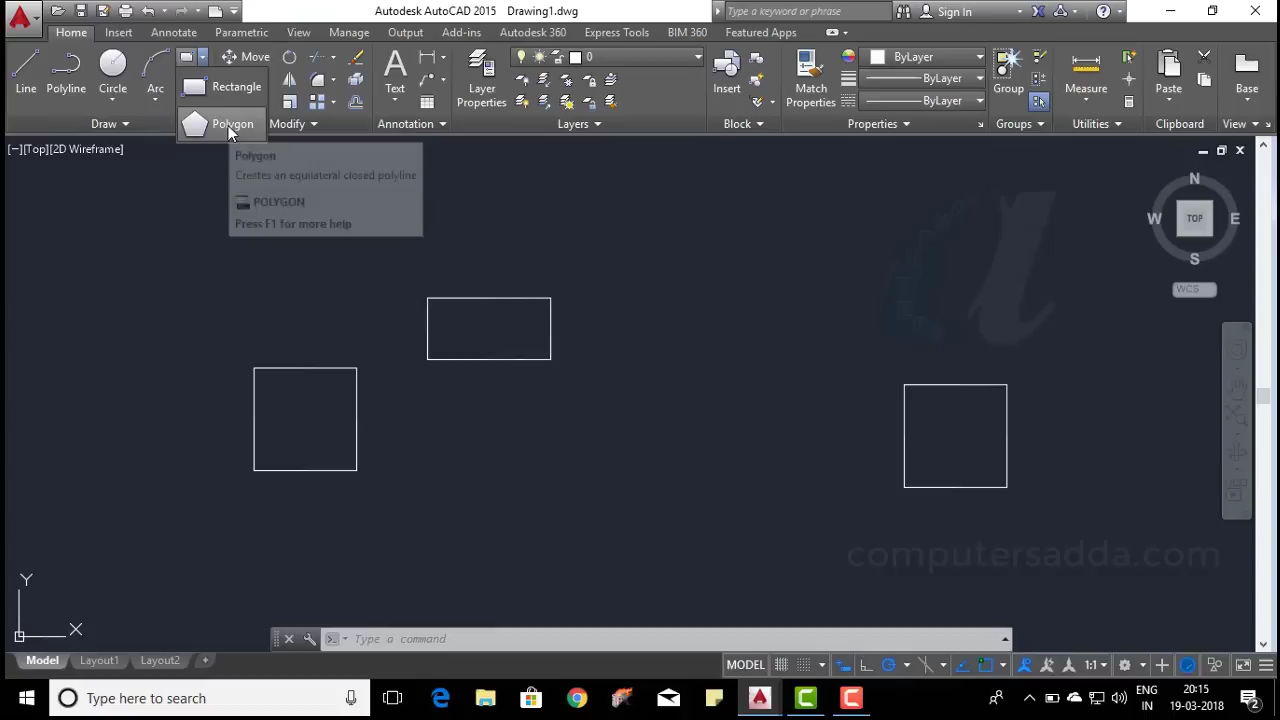 Autodesk AutoCAD 2015 Drawing1.dwg
Type a keyword or phrase
Sign In
Home Insert Annotate Parametric View Manage Output Add-ins Autodesk 360 Express Tools BIM 360 Featured Apps
Move
Rectangle
Polygon
Line Polyline Circle Arc
Text
Layer
Properties
0
Insert
Match
Properties
ByLayer
ByLayer
ByLayer
Group
Measure
Paste
Base
Draw Modify Annotation Layers Block Properties Groups Utilities Clipboard View
[−][Top][2D Wireframe]
Polygon
Creates an equilateral closed polyline
POLYGON
Press F1 for more help
N
W TOP E
S
WCS
computersadda.com
Y
X
Type a command
Model Layout1 Layout2 +
MODEL 1:1
Type here to search
ENG
IN
20:15
19-03-2018
2